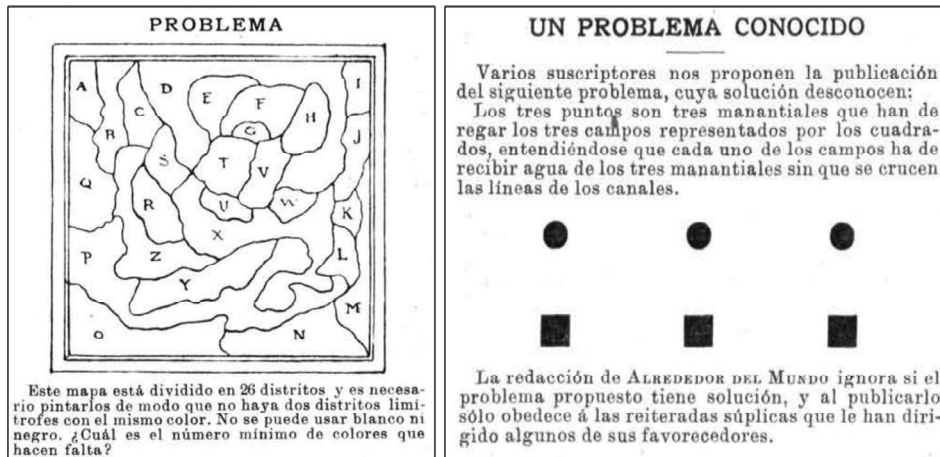 PROBLEMA
A
B
C
D
E
F
G
H
I
J
Q
S
T
V
R
U
W
K
X
P
Z
Y
L
M
O
N
Este mapa está dividido en 26 distritos y es necesa-
rio pintarlos de modo que no haya dos distritos limí-
trofes con el mismo color. No se puede usar blanco ni
negro. ¿Cuál es el número mínimo de colores que
hacen falta?
UN PROBLEMA CONOCIDO
Varios suscriptores nos proponen la publicación
del siguiente problema, cuya solución desconocen:
Los tres puntos son tres manantiales que han de
regar los tres campos representados por los cuadra-
dos, entendiéndose que cada uno de los campos ha de
recibir agua de los tres manantiales sin que se crucen
las líneas de los canales.
La redacción de ALREDEDOR DEL MUNDO ignora si el
problema propuesto tiene solución, y al publicarlo
sólo obedece á las reiteradas súplicas que le han diri-
gido algunos de sus favorecedores.